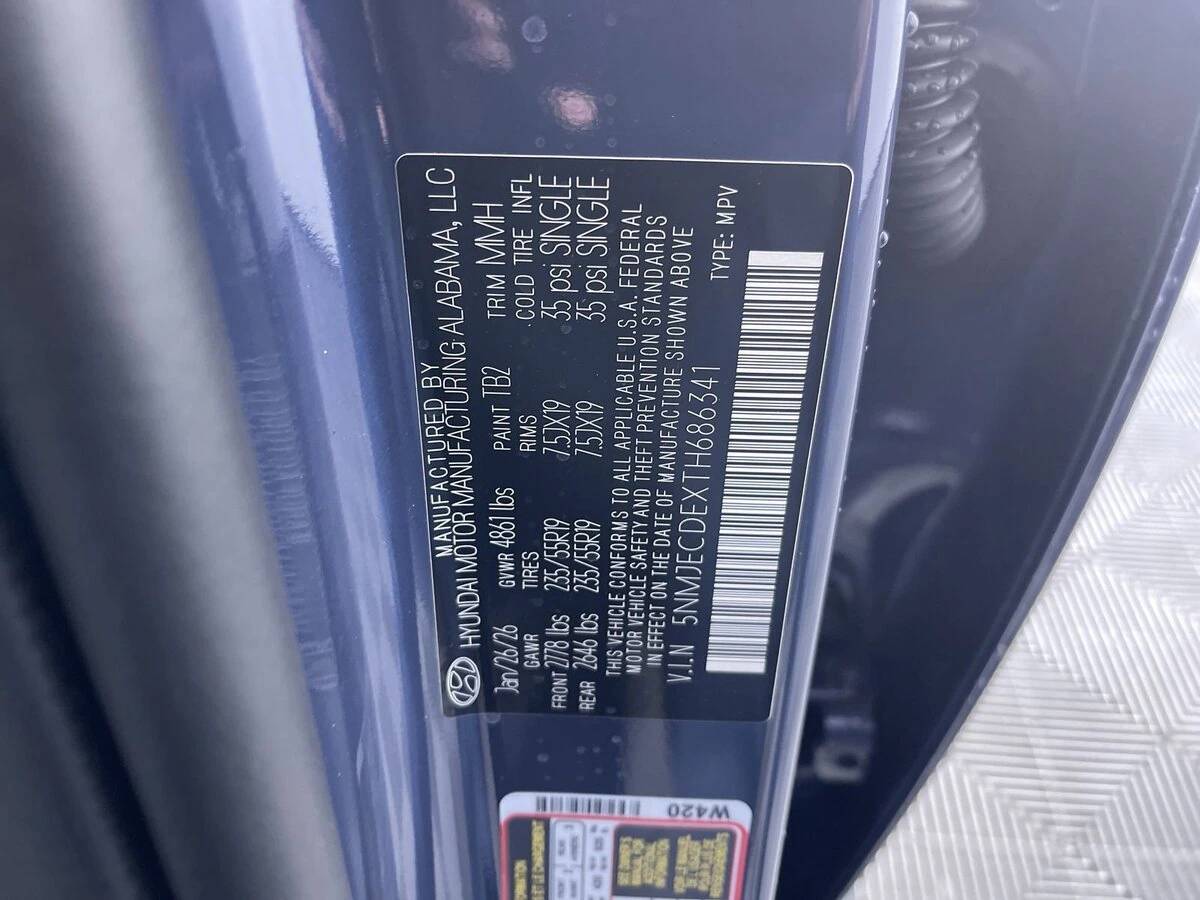 MANUFACTURED BY
HYUNDAI MOTOR MANUFACTURING ALABAMA, LLC
Jan/26/26 GVWR 4861 lbs PAINT TB2 TRIM MMH
GAWR TIRES RIMS COLD TIRE INFL
FRONT 2778 lbs 235/55R19 7.5JX19 35 psi SINGLE
REAR 2646 lbs 235/55R19 7.5JX19 35 psi SINGLE
THIS VEHICLE CONFORMS TO ALL APPLICABLE U.S.A. FEDERAL
MOTOR VEHICLE SAFETY AND THEFT PREVENTION STANDARDS
IN EFFECT ON THE DATE OF MANUFACTURE SHOWN ABOVE
V.I.N 5NMJECDEXTH686341
TYPE: MPV
W420